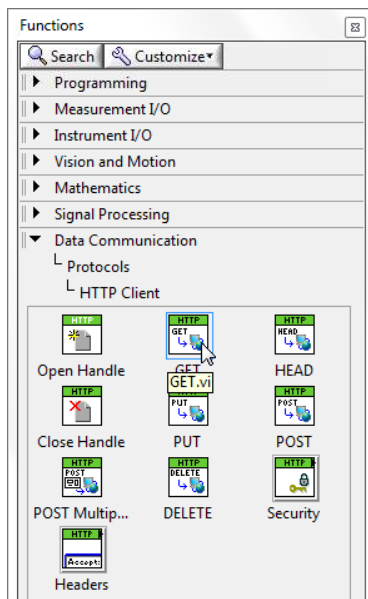 Functions
Search Customize
Programming
Measurement I/O
Instrument I/O
Vision and Motion
Mathematics
Signal Processing
Data Communication
Protocols
HTTP Client
HTTP HTTP HTTP
GET HEAD
Open Handle GET HEAD
GET.vi
HTTP HTTP HTTP
PUT POST
Close Handle PUT POST
HTTP HTTP HTTP
POST DELETE
POST Multip... DELETE Security
HTTP
Accept:
Headers